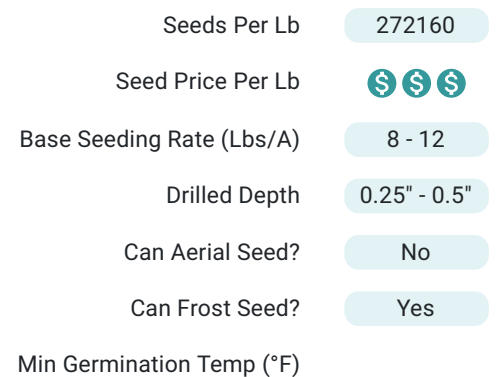 Seeds Per Lb 272160
Seed Price Per Lb $ $ $
Base Seeding Rate (Lbs/A) 8 - 12
Drilled Depth 0.25" - 0.5"
Can Aerial Seed? No
Can Frost Seed? Yes
Min Germination Temp (°F)